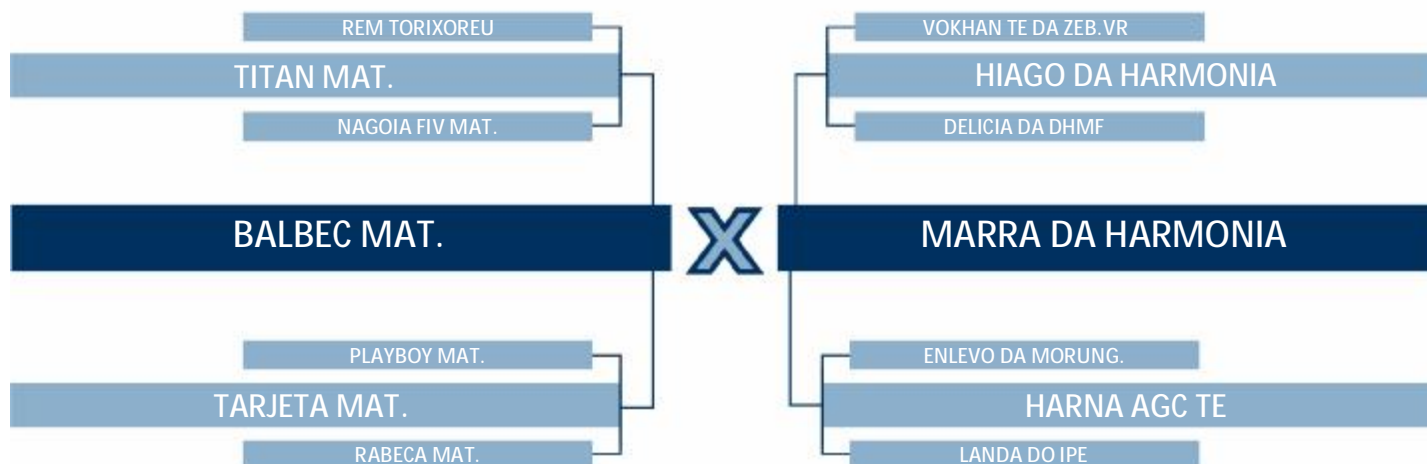 REM TORIXOREU
TITAN MAT.
NAGOIA FIV MAT.
BALBEC MAT.
PLAYBOY MAT.
TARJETA MAT.
RABECA MAT.
X
VOKHAN TE DA ZEB.VR
HIAGO DA HARMONIA
DELICIA DA DHMF
MARRA DA HARMONIA
ENLEVO DA MORUNG.
HARNA AGC TE
LANDA DO IPE